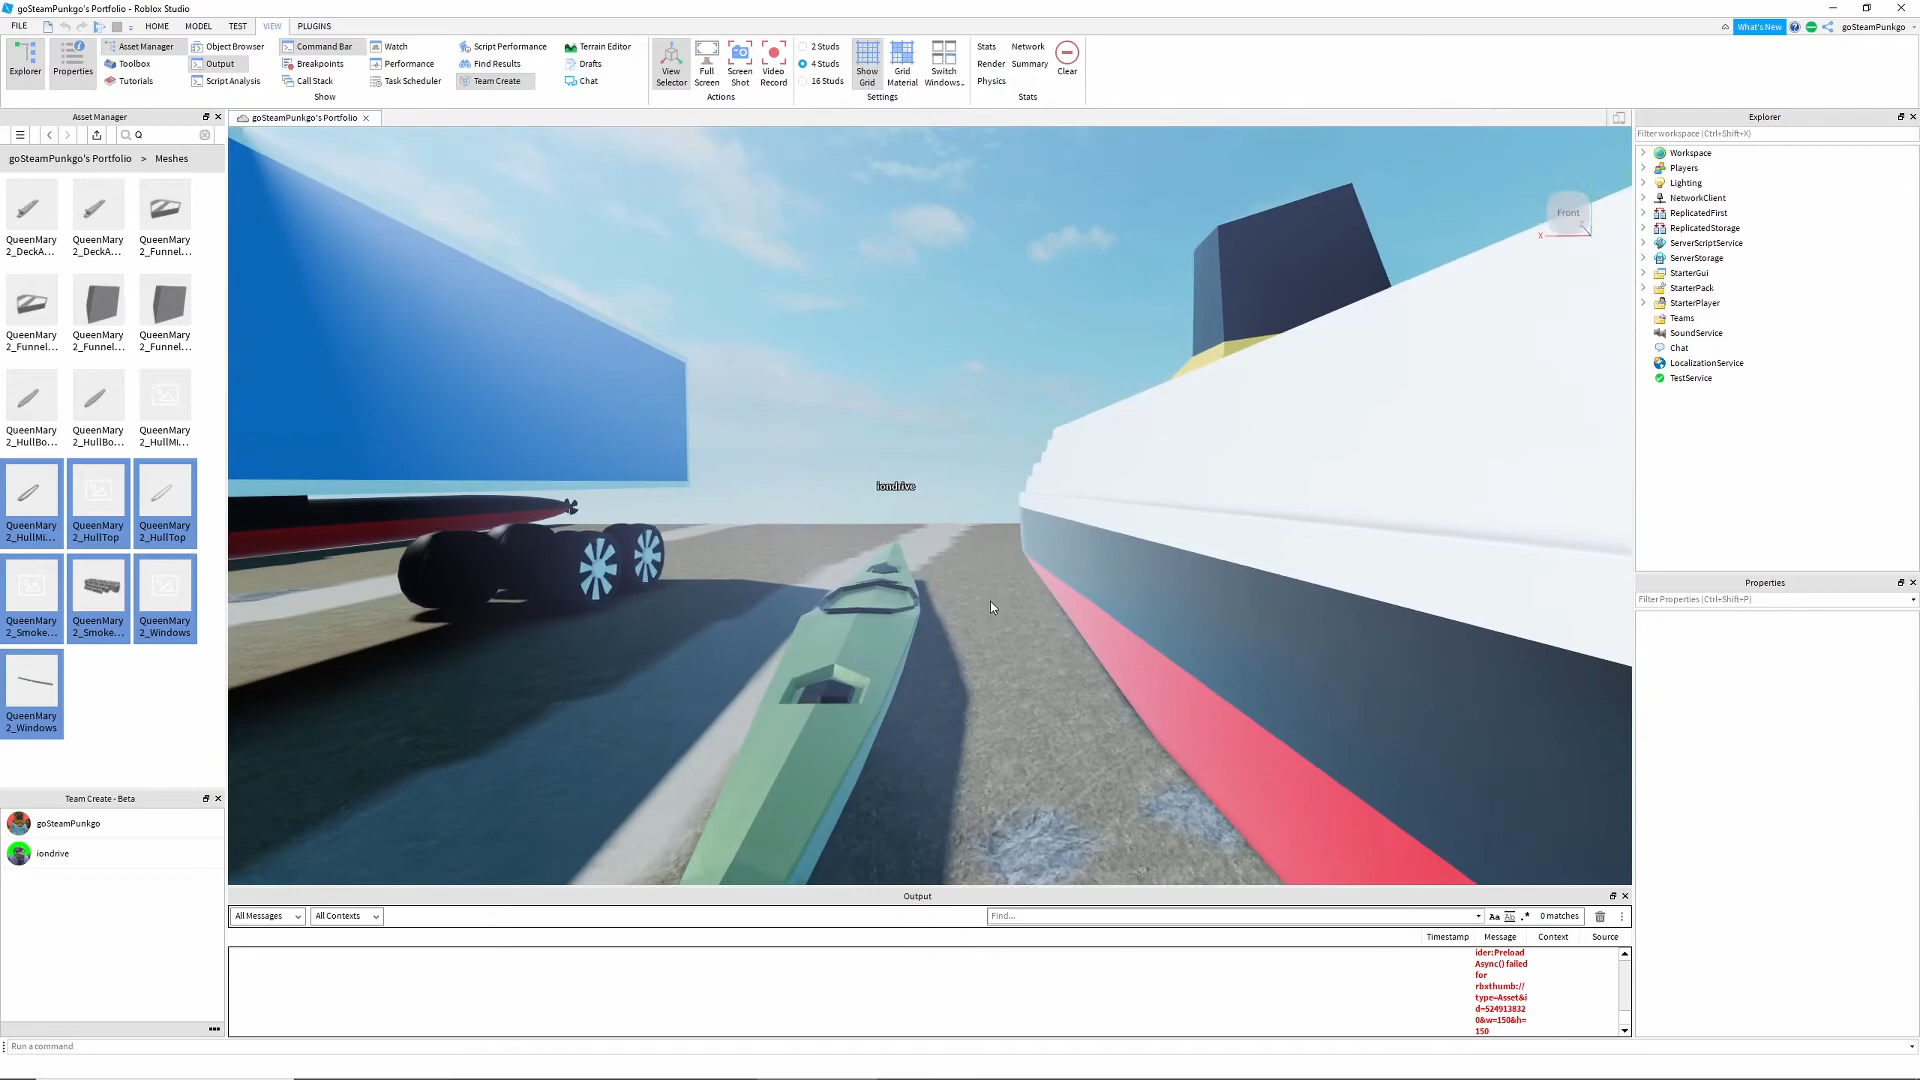 goSteamPunkgo's Portfolio - Roblox Studio
FILE HOME MODEL TEST VIEW PLUGINS What's New goSteamPunkgo
Explorer Properties Asset Manager Object Browser Command Bar Watch Script Performance Terrain Editor
Toolbox Output Breakpoints Performance Find Results Drafts
Tutorials Script Analysis Call Stack Task Scheduler Team Create Chat
Show
View Selector Full Screen Screen Shot Video Record
Actions
2 Studs
4 Studs
16 Studs
Show Grid Grid Material Switch Windows..
Settings
Stats Network
Render Summary
Physics
Clear
Stats
Asset Manager
Q
goSteamPunkgo's Portfolio > Meshes
QueenMary QueenMary QueenMary
2_DeckA... 2_DeckA... 2_Funnel...
QueenMary QueenMary QueenMary
2_Funnel... 2_Funnel... 2_Funnel...
QueenMary QueenMary QueenMary
2_HullBo... 2_HullBo... 2_HullMi...
QueenMary QueenMary QueenMary
2_HullMi... 2_HullTop 2_HullTop
QueenMary QueenMary QueenMary
2_Smoke... 2_Smoke... 2_Windows
QueenMary
2_Windows
Team Create - Beta
goSteamPunkgo
iondrive
goSteamPunkgo's Portfolio
Front
X
Z
iondrive
Output
All Messages All Contexts Find... Aa Ab .* 0 matches
Timestamp Message Context Source
ider:Preload
Async() failed
for
rbxthumb://
type=Asset&i
d=524913832
0&w=150&h=
150
Run a command
Explorer
Filter workspace (Ctrl+Shift+X)
Workspace
Players
Lighting
NetworkClient
ReplicatedFirst
ReplicatedStorage
ServerScriptService
ServerStorage
StarterGui
StarterPack
StarterPlayer
Teams
SoundService
Chat
LocalizationService
TestService
Properties
Filter Properties (Ctrl+Shift+P)